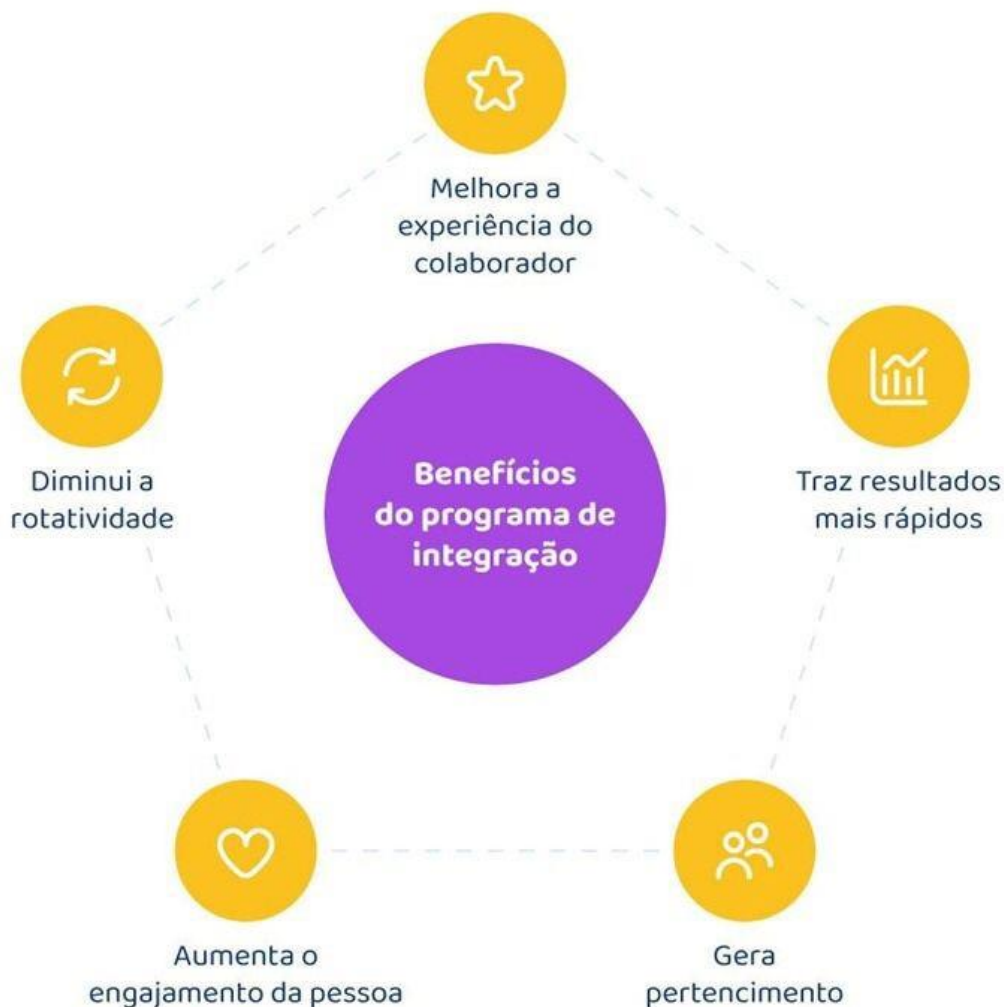 Melhora a
experiência do
colaborador
Diminui a
rotatividade
Benefícios
do programa de
integração
Traz resultados
mais rápidos
Aumenta o
engajamento da pessoa
Gera
pertencimento